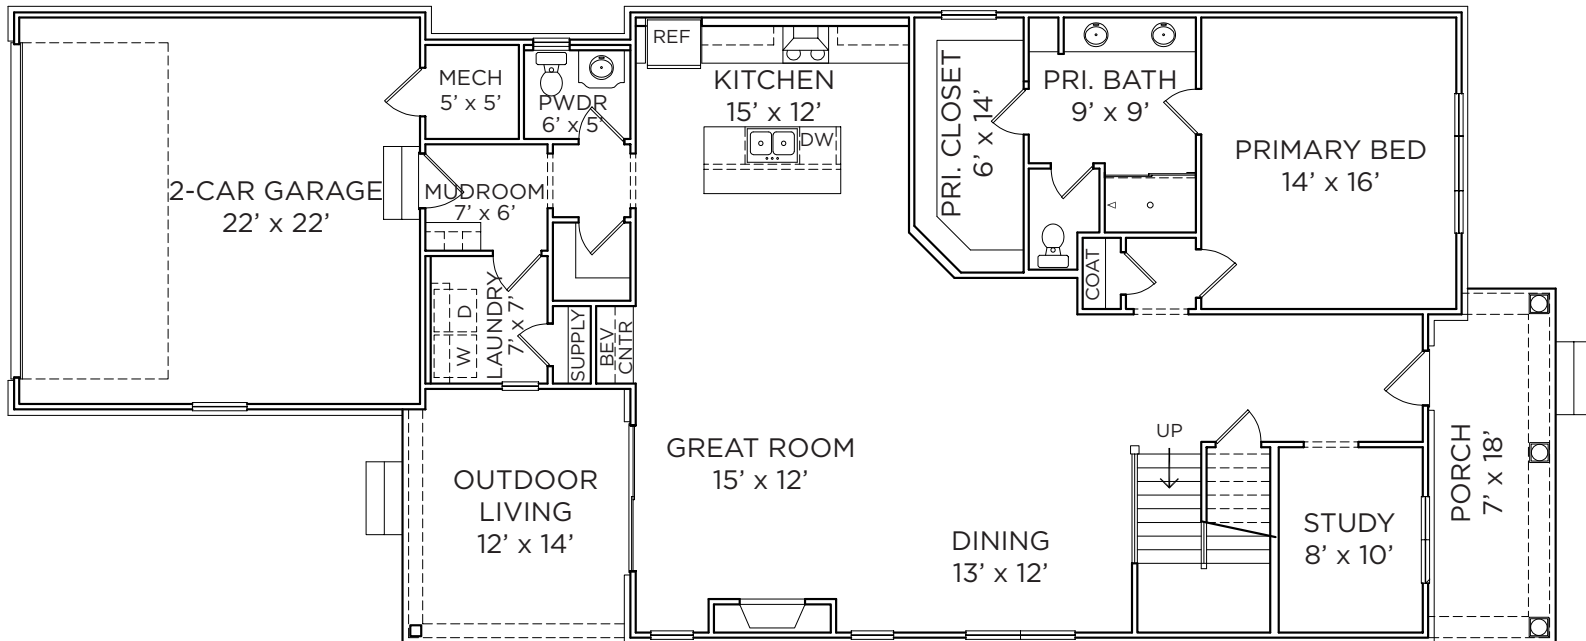 REF
MECH
5’ x 5’
PWDR
6’ x 5’
KITCHEN
15’ x 12’
DW
PRI. CLOSET
6’ x 14’
PRI. BATH
9’ x 9’
PRIMARY BED
14’ x 16’
2-CAR GARAGE
22’ x 22’
MUDROOM
7’ x 6’
COAT
LAUNDRY
7’ x 7’
D
W
SUPPLY
BEV
CNTR
GREAT ROOM
15’ x 12’
OUTDOOR
LIVING
12’ x 14’
UP
DINING
13’ x 12’
STUDY
8’ x 10’
PORCH
7’ x 18’